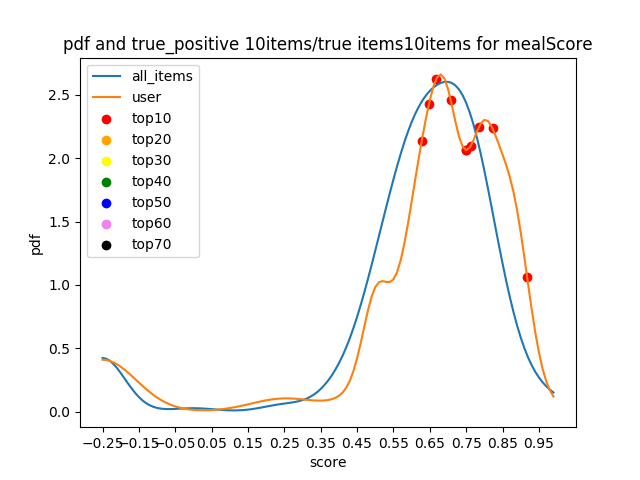 pdf and true_positive 10items/true items10items for mealScore
all_items
user
top10
top20
top30
top40
top50
top60
top70
pdf
2.5
2.0
1.5
1.0
0.5
0.0
−0.25 −0.15 −0.05 0.05 0.15 0.25 0.35 0.45 0.55 0.65 0.75 0.85 0.95
score